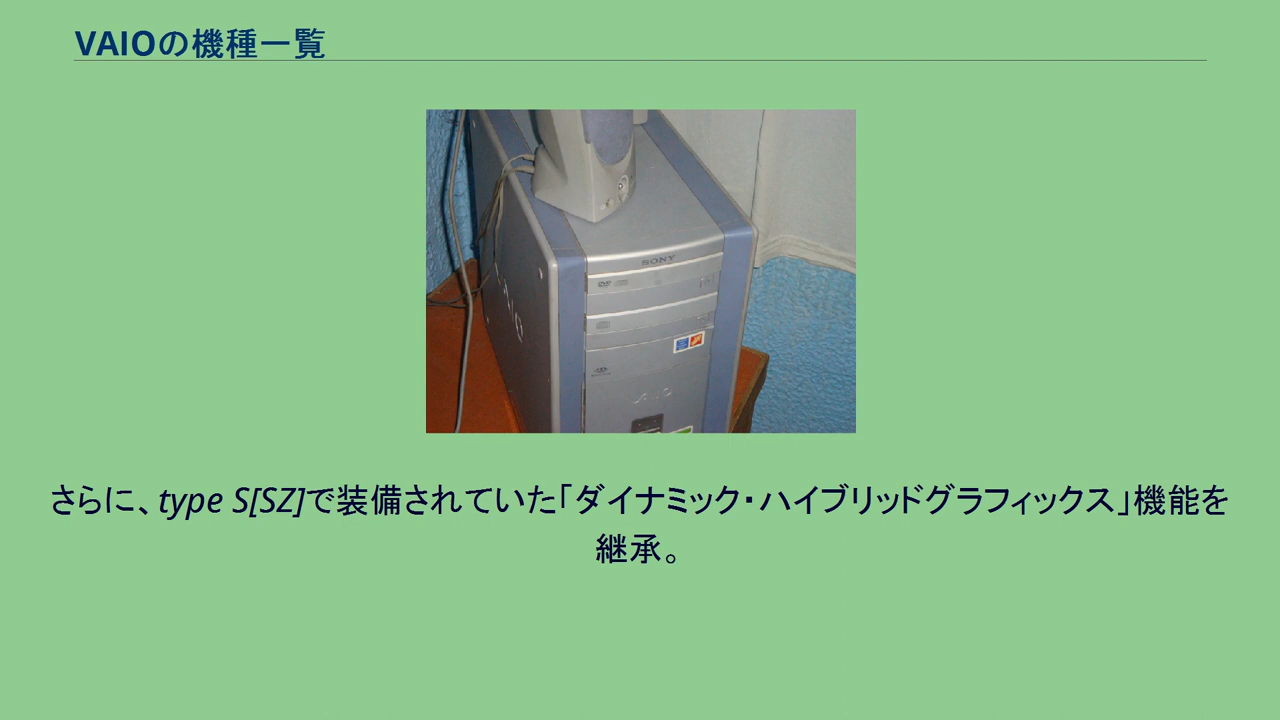 VAIOの機種一覧
SONY
VAIO
VAIO
さらに、type S[SZ]で装備されていた「ダイナミック・ハイブリッドグラフィックス」機能を
継承。